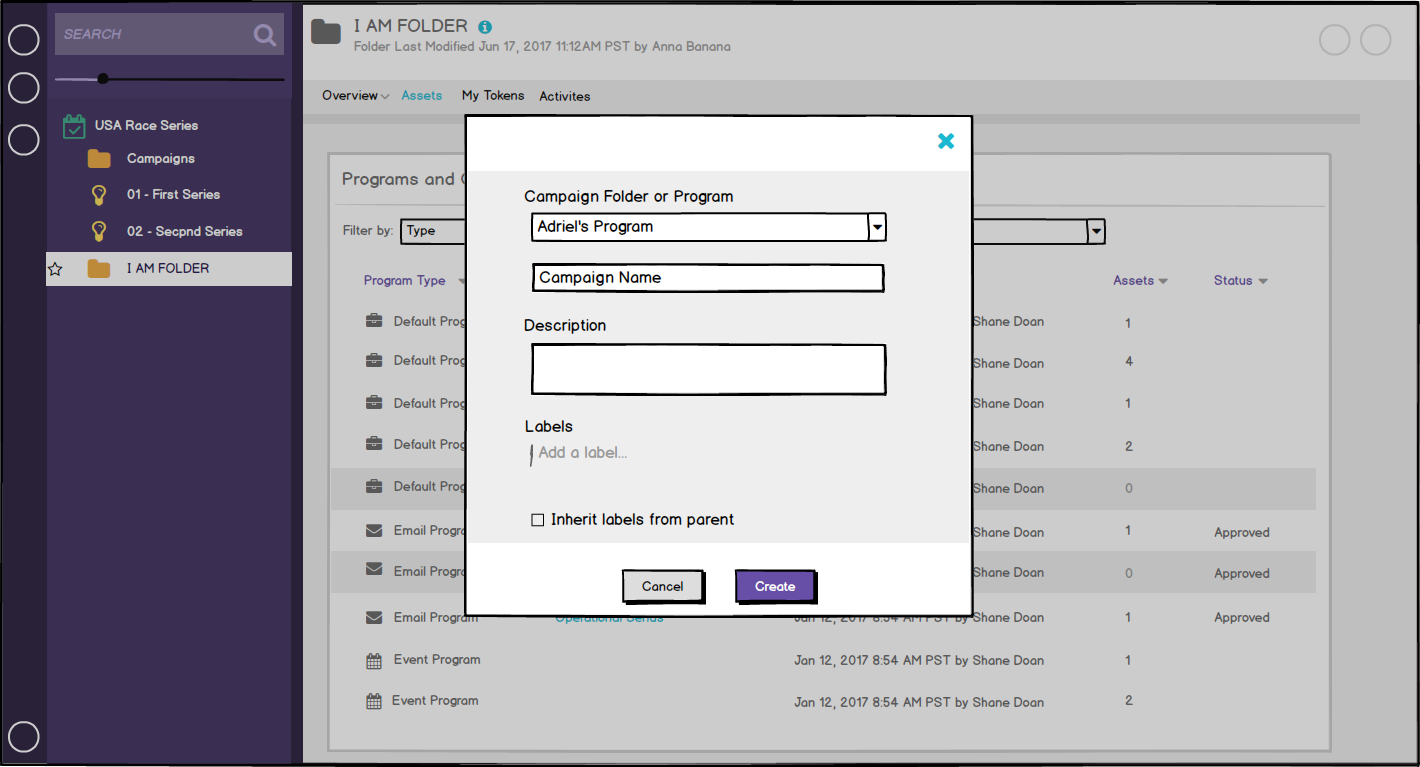 SEARCH
USA Race Series
Campaigns
01 - First Series
02 - Secpnd Series
I AM FOLDER
I AM FOLDER
Folder Last Modified Jun 17, 2017 11:12AM PST by Anna Banana
Overview Assets My Tokens Activites
Programs and
Filter by: Type
Program Type Assets Status
Default Prog Shane Doan 1
Default Prog Shane Doan 4
Default Prog Shane Doan 1
Default Prog Shane Doan 2
Default Prog Shane Doan 0
Email Progra Shane Doan 1 Approved
Email Progra Shane Doan 0 Approved
Email Program Operational Sends Jan 12, 2017 8:54 AM PST by Shane Doan 1 Approved
Event Program Jan 12, 2017 8:54 AM PST by Shane Doan 1
Event Program Jan 12, 2017 8:54 AM PST by Shane Doan 2
Campaign Folder or Program
Adriel's Program
Campaign Name
Description
Labels
Add a label...
Inherit labels from parent
Cancel Create